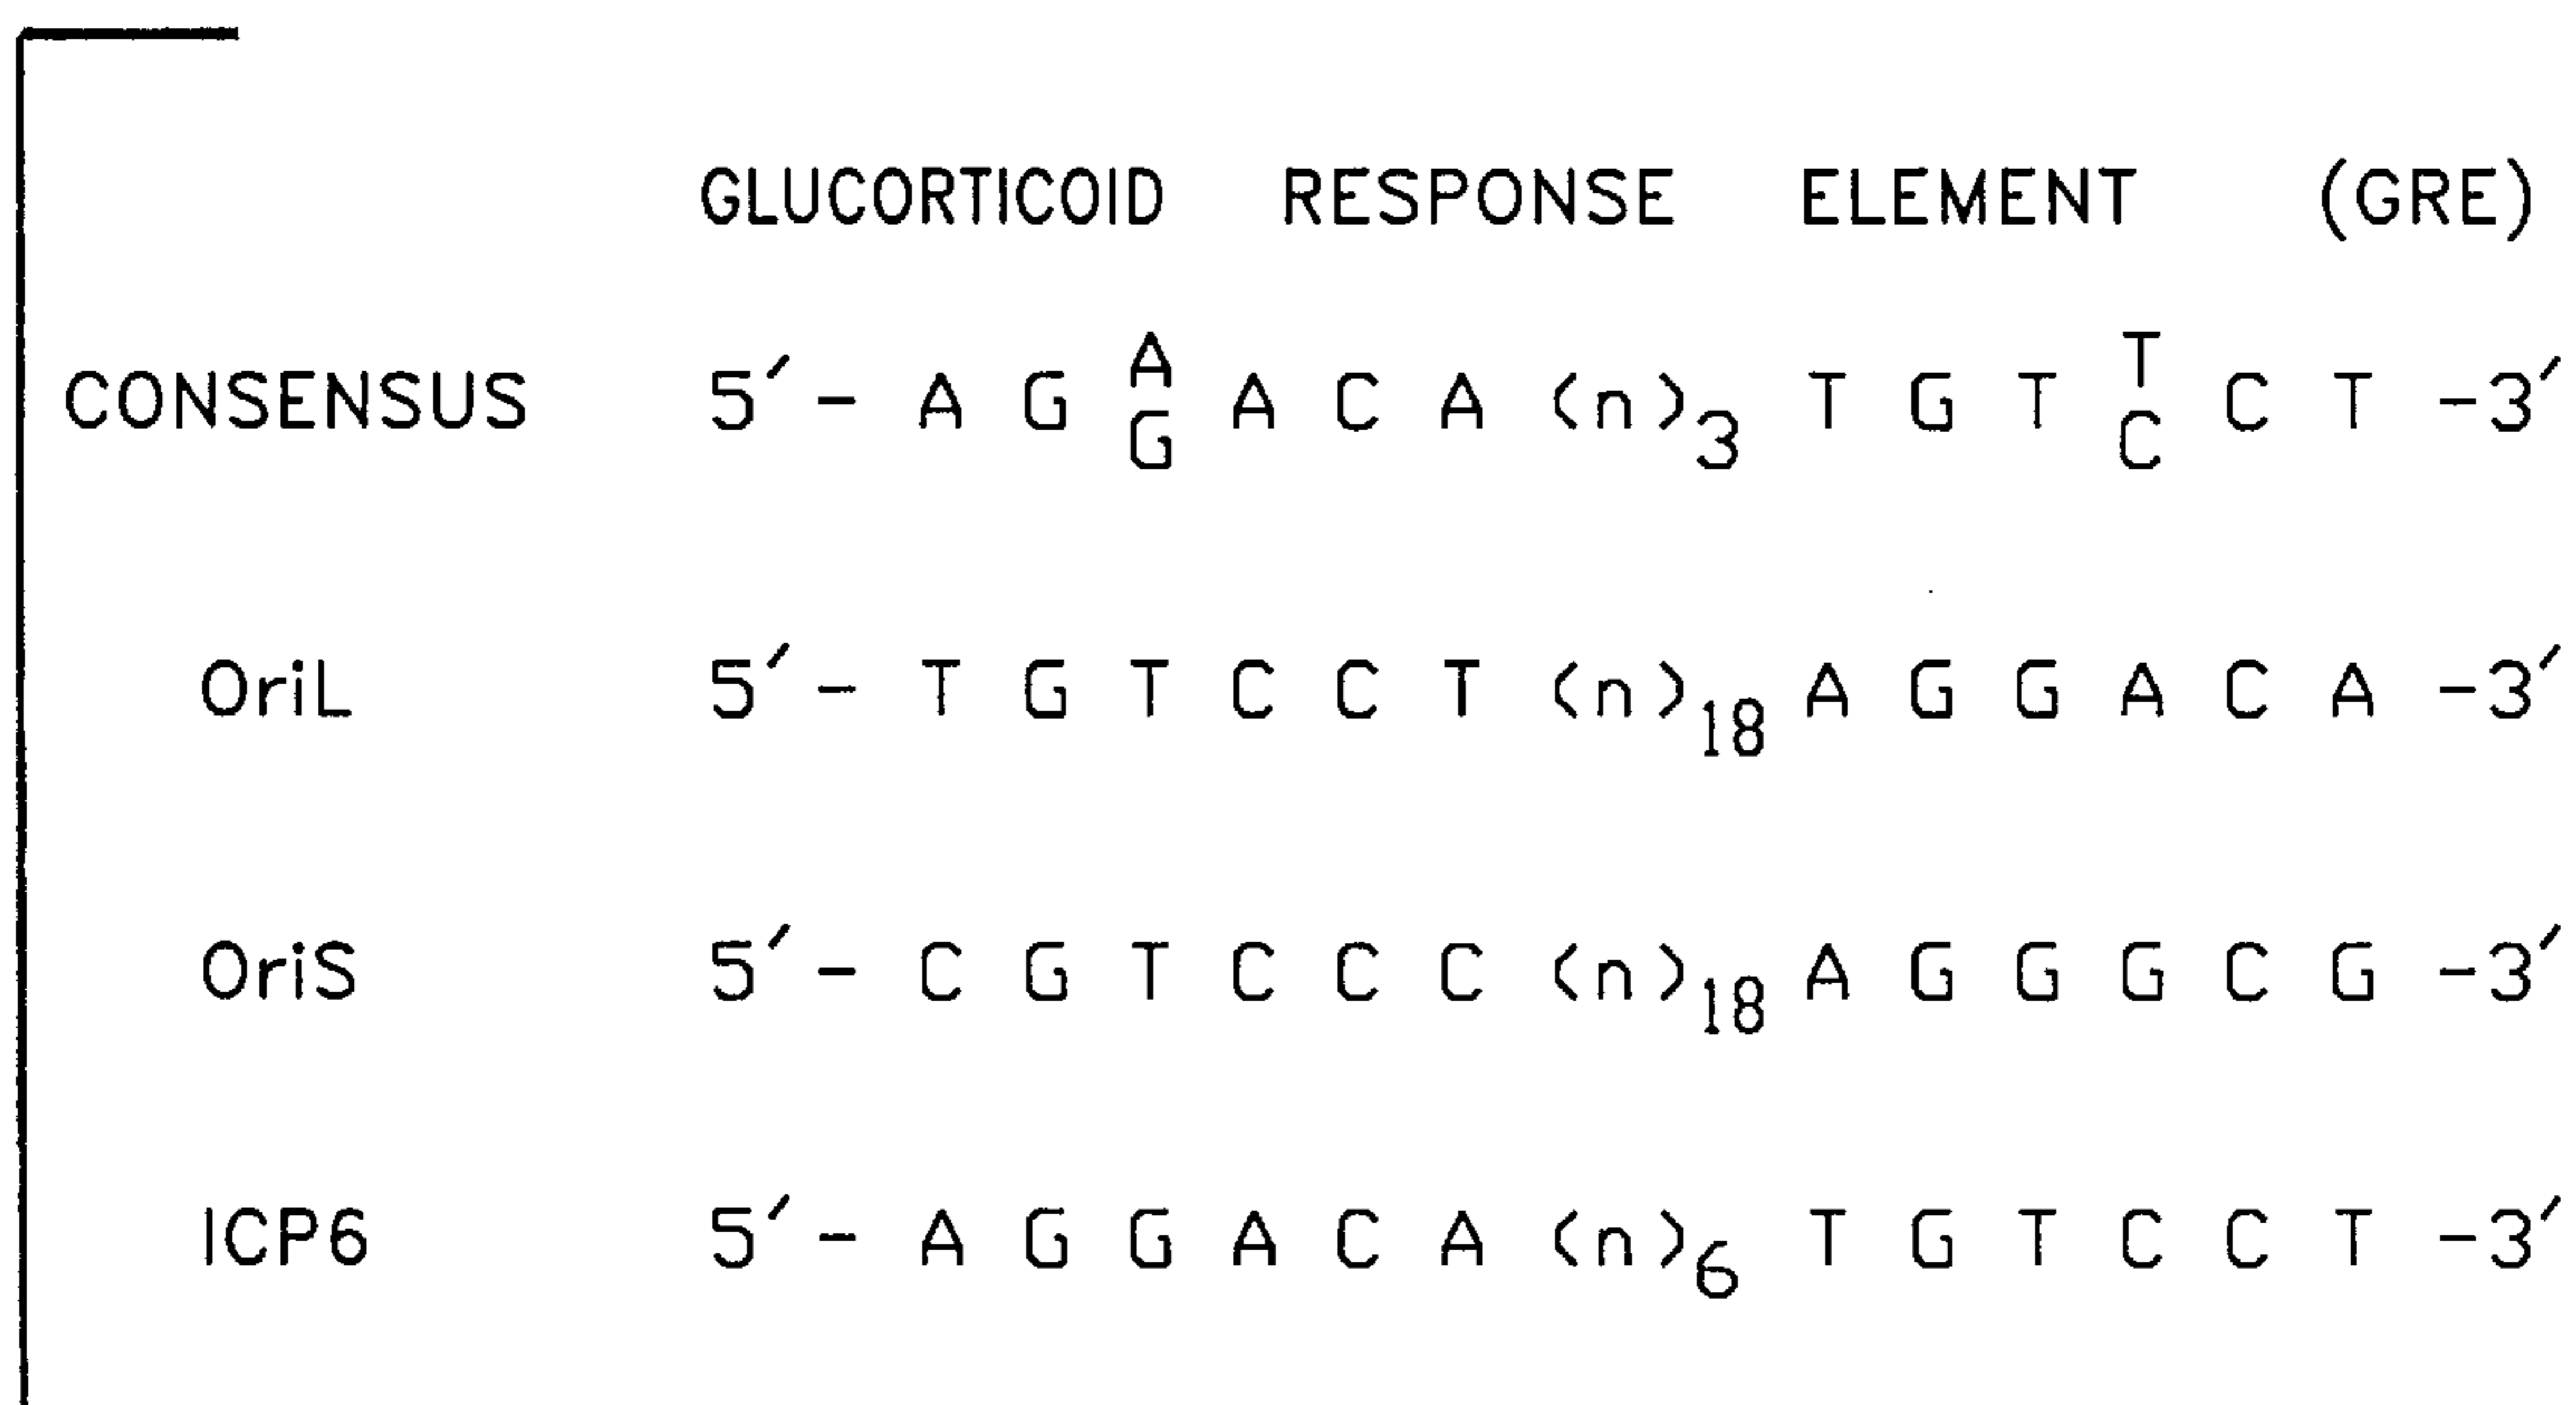 GLUCORTICOID RESPONSE ELEMENT (GRE)
CONSENSUS 5′- A G A/G A C A (n)3 T G T T/C C T -3′
OriL 5′- T G T C C T (n)18 A G G A C A -3′
OriS 5′- C G T C C C (n)18 A G G G C G -3′
ICP6 5′- A G G A C A (n)6 T G T C C T -3′